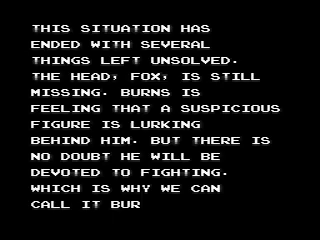 THIS SITUATION HAS
ENDED WITH SEVERAL
THINGS LEFT UNSOLVED.
THE HEAD, FOX, IS STILL
MISSING. BURNS IS
FEELING THAT A SUSPICIOUS
FIGURE IS LURKING
BEHIND HIM. BUT THERE IS
NO DOUBT HE WILL BE
DEVOTED TO FIGHTING.
WHICH IS WHY WE CAN
CALL IT BUR